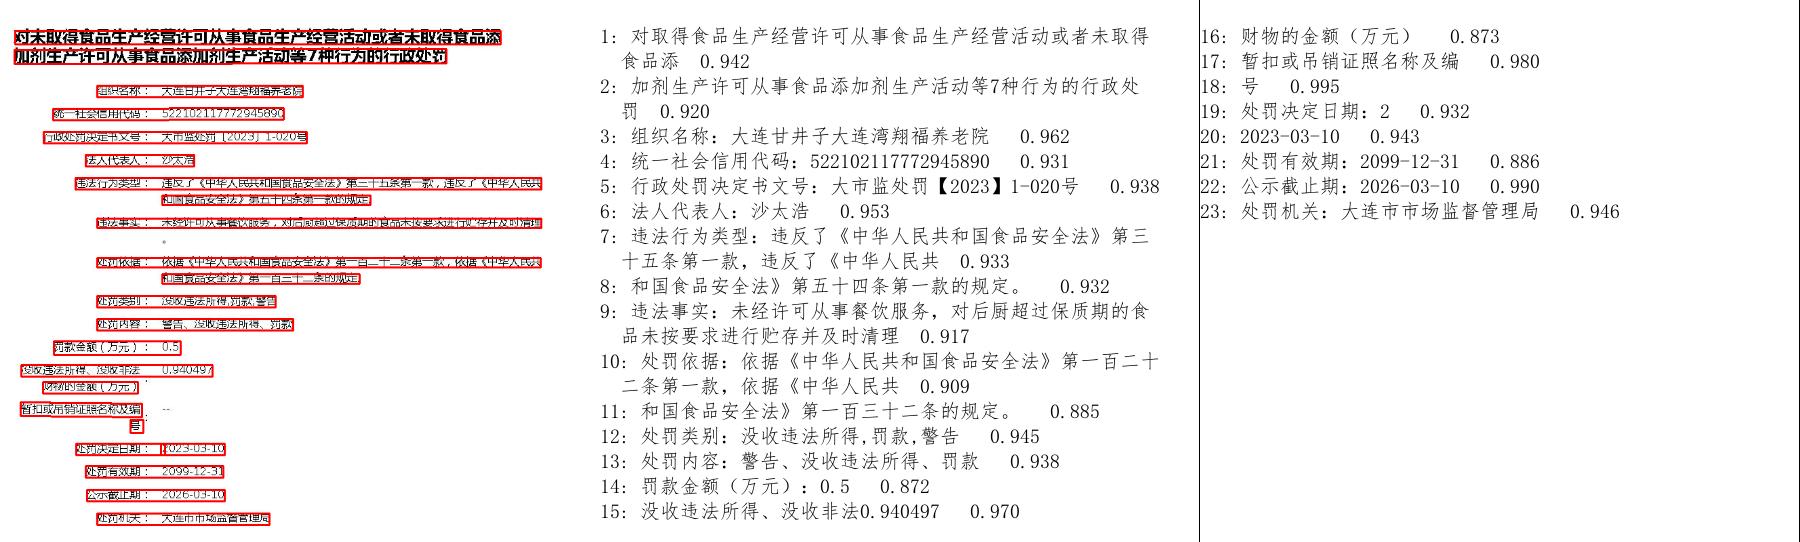 对未取得食品生产经营许可从事食品生产经营活动或者未取得食品添
加剂生产许可从事食品添加剂生产活动等7种行为的行政处罚
组织名称： 大连甘井子大连湾翔福养老院
统一社会信用代码： 522102117772945890
行政处罚决定书文号： 大市监处罚〔2023〕1-020号
法人代表人： 沙太浩
违法行为类型： 违反了《中华人民共和国食品安全法》第三十五条第一款，违反了《中华人民共
和国食品安全法》第五十四条第一款的规定。
违法事实： 未经许可从事餐饮服务，对后厨超过保质期的食品未按要求进行贮存并及时清理
。
处罚依据： 依据《中华人民共和国食品安全法》第一百二十二条第一款，依据《中华人民共
和国食品安全法》第一百三十二条的规定。
处罚类别： 没收违法所得,罚款,警告
处罚内容： 警告、没收违法所得、罚款
罚款金额（万元）： 0.5
没收违法所得、没收非法 0.940497
财物的金额（万元） :
暂扣或吊销证照名称及编 --
号 :
处罚决定日期： 2023-03-10
处罚有效期： 2099-12-31
公示截止期： 2026-03-10
处罚机关： 大连市市场监督管理局
1: 对取得食品生产经营许可从事食品生产经营活动或者未取得
食品添 0.942
2: 加剂生产许可从事食品添加剂生产活动等7种行为的行政处
罚 0.920
3: 组织名称：大连甘井子大连湾翔福养老院 0.962
4: 统一社会信用代码：522102117772945890 0.931
5: 行政处罚决定书文号：大市监处罚【2023】1-020号 0.938
6: 法人代表人：沙太浩 0.953
7: 违法行为类型：违反了《中华人民共和国食品安全法》第三
十五条第一款，违反了《中华人民共 0.933
8: 和国食品安全法》第五十四条第一款的规定。 0.932
9: 违法事实：未经许可从事餐饮服务，对后厨超过保质期的食
品未按要求进行贮存并及时清理 0.917
10: 处罚依据：依据《中华人民共和国食品安全法》第一百二十
二条第一款，依据《中华人民共 0.909
11: 和国食品安全法》第一百三十二条的规定。 0.885
12: 处罚类别：没收违法所得,罚款,警告 0.945
13: 处罚内容：警告、没收违法所得、罚款 0.938
14: 罚款金额（万元）：0.5 0.872
15: 没收违法所得、没收非法0.940497 0.970
16: 财物的金额（万元） 0.873
17: 暂扣或吊销证照名称及编 0.980
18: 号 0.995
19: 处罚决定日期：2 0.932
20: 2023-03-10 0.943
21: 处罚有效期：2099-12-31 0.886
22: 公示截止期：2026-03-10 0.990
23: 处罚机关：大连市市场监督管理局 0.946